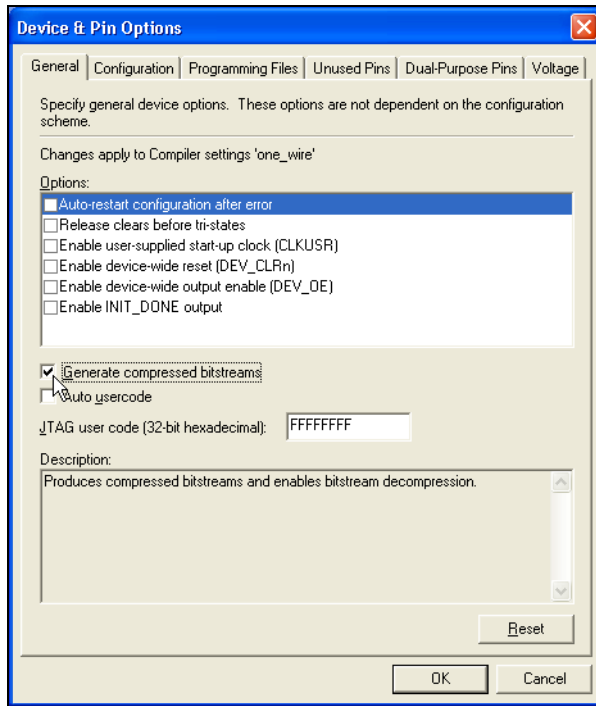 Device & Pin Options
General Configuration Programming Files Unused Pins Dual-Purpose Pins Voltage
Specify general device options. These options are not dependent on the configuration
scheme.
Changes apply to Compiler settings 'one_wire'
Options:
Auto-restart configuration after error
Release clears before tri-states
Enable user-supplied start-up clock (CLKUSR)
Enable device-wide reset (DEV_CLRn)
Enable device-wide output enable (DEV_OE)
Enable INIT_DONE output
Generate compressed bitstreams
Auto usercode
JTAG user code (32-bit hexadecimal): FFFFFFFF
Description:
Produces compressed bitstreams and enables bitstream decompression.
Reset
OK Cancel